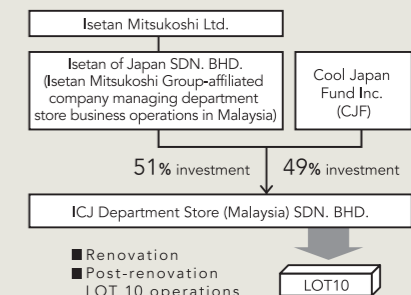 Isetan Mitsukoshi Ltd.
Isetan of Japan SDN. BHD.
(Isetan Mitsukoshi Group-affiliated
company managing department
store business operations in Malaysia)
Cool Japan
Fund Inc.
(CJF)
51% investment
49% investment
ICJ Department Store (Malaysia) SDN. BHD.
■ Renovation
■ Post-renovation
LOT 10 operations
LOT10